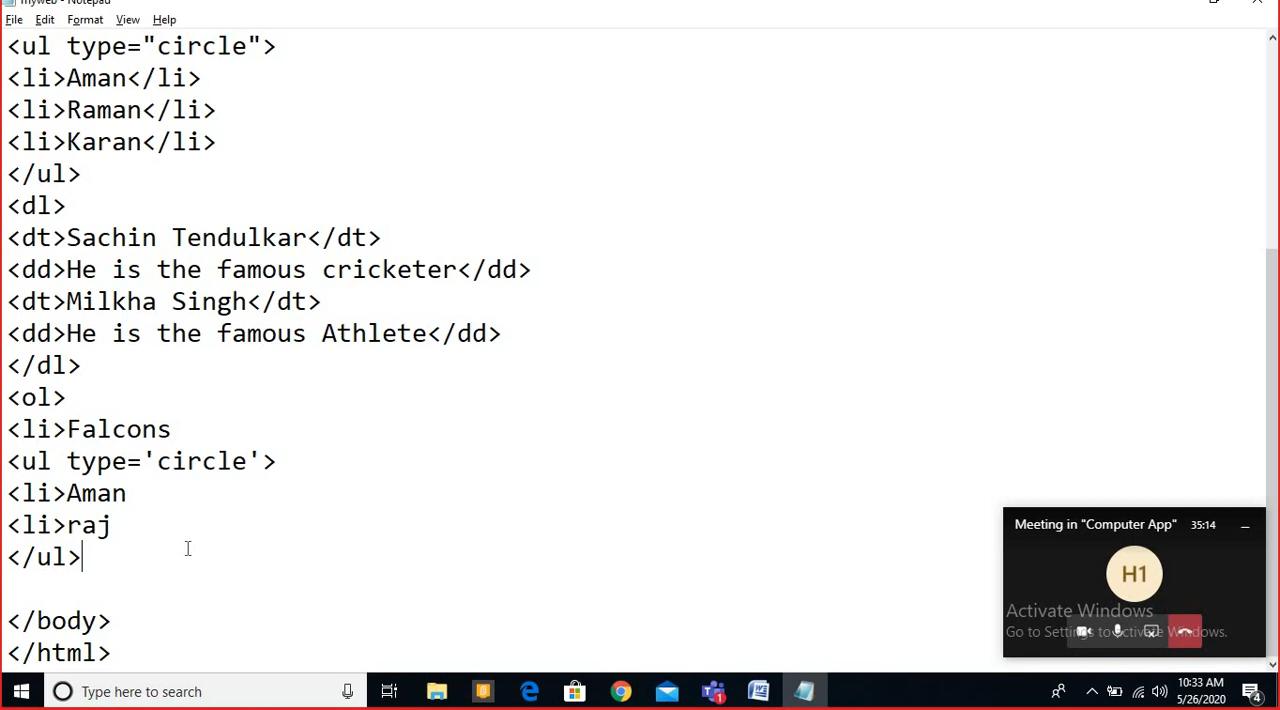 myweb - Notepad
File Edit Format View Help
<ul type="circle">
<li>Aman</li>
<li>Raman</li>
<li>Karan</li>
</ul>
<dl>
<dt>Sachin Tendulkar</dt>
<dd>He is the famous cricketer</dd>
<dt>Milkha Singh</dt>
<dd>He is the famous Athlete</dd>
</dl>
<ol>
<li>Falcons
<ul type='circle'>
<li>Aman
<li>raj
</ul>
</body>
</html>
Meeting in "Computer App" 35:14
H1
Activate Windows
Go to Settings to activate Windows.
Type here to search
1
10:33 AM
5/26/2020
4